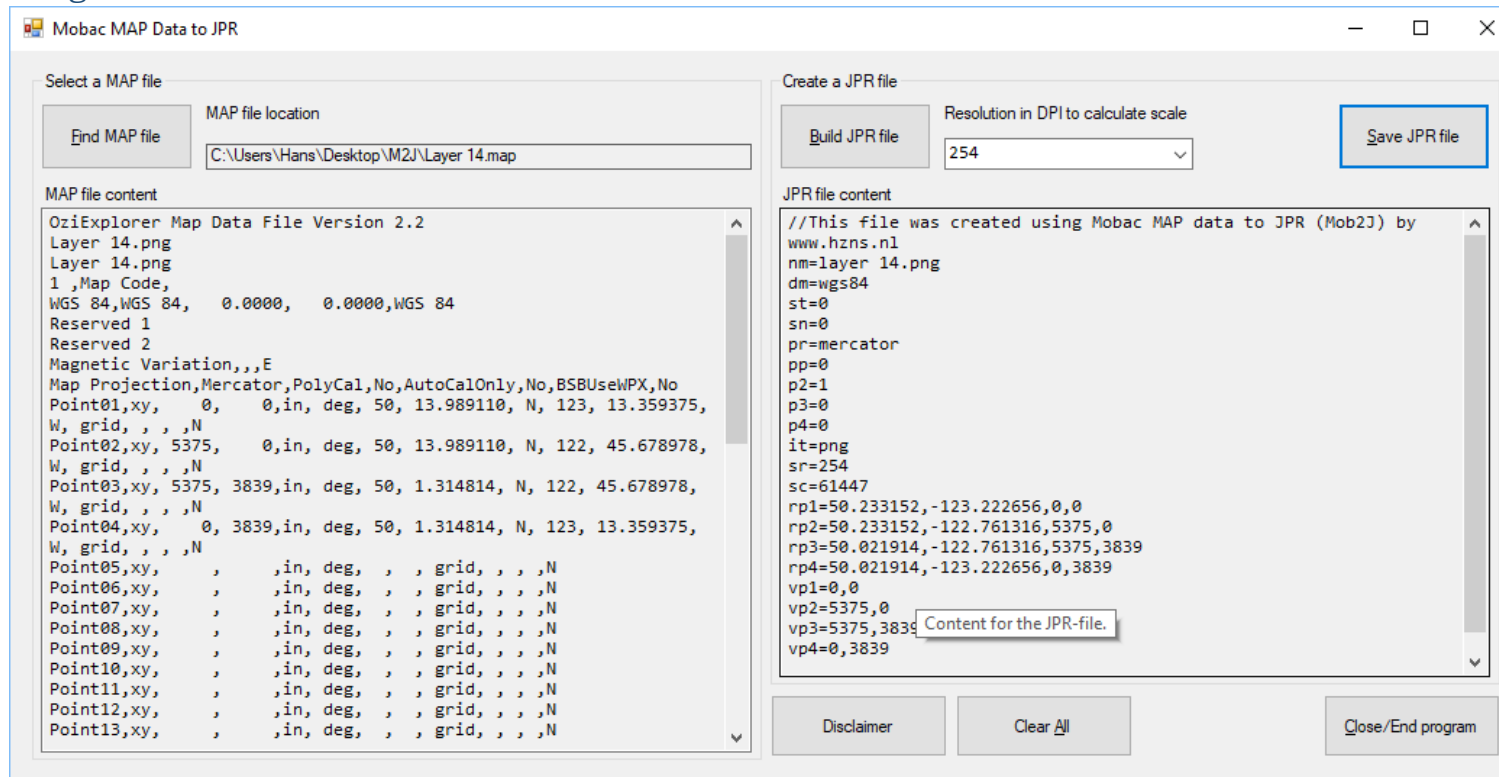 Mobac MAP Data to JPR
Select a MAP file
Find MAP file
MAP file location
C:\Users\Hans\Desktop\M2J\Layer 14.map
MAP file content
OziExplorer Map Data File Version 2.2
Layer 14.png
Layer 14.png
1 ,Map Code,
WGS 84,WGS 84,   0.0000,   0.0000,WGS 84
Reserved 1
Reserved 2
Magnetic Variation,,,E
Map Projection,Mercator,PolyCal,No,AutoCalOnly,No,BSBUseWPX,No
Point01,xy,    0,    0,in, deg, 50, 13.989110, N, 123, 13.359375,
W, grid, , , ,N
Point02,xy, 5375,    0,in, deg, 50, 13.989110, N, 122, 45.678978,
W, grid, , , ,N
Point03,xy, 5375, 3839,in, deg, 50, 1.314814, N, 122, 45.678978,
W, grid, , , ,N
Point04,xy,    0, 3839,in, deg, 50, 1.314814, N, 123, 13.359375,
W, grid, , , ,N
Point05,xy,     ,     ,in, deg,  ,  , grid, , , ,N
Point06,xy,     ,     ,in, deg,  ,  , grid, , , ,N
Point07,xy,     ,     ,in, deg,  ,  , grid, , , ,N
Point08,xy,     ,     ,in, deg,  ,  , grid, , , ,N
Point09,xy,     ,     ,in, deg,  ,  , grid, , , ,N
Point10,xy,     ,     ,in, deg,  ,  , grid, , , ,N
Point11,xy,     ,     ,in, deg,  ,  , grid, , , ,N
Point12,xy,     ,     ,in, deg,  ,  , grid, , , ,N
Point13,xy,     ,     ,in, deg,  ,  , grid, , , ,N
Create a JPR file
Build JPR file
Resolution in DPI to calculate scale
254
Save JPR file
JPR file content
//This file was created using Mobac MAP data to JPR (Mob2J) by
www.hzns.nl
nm=layer 14.png
dm=wgs84
st=0
sn=0
pr=mercator
pp=0
p2=1
p3=0
p4=0
it=png
sr=254
sc=61447
rp1=50.233152,-123.222656,0,0
rp2=50.233152,-122.761316,5375,0
rp3=50.021914,-122.761316,5375,3839
rp4=50.021914,-123.222656,0,3839
vp1=0,0
vp2=5375,0
vp3=5375,3839
Content for the JPR-file.
vp4=0,3839
Disclaimer
Clear All
Close/End program